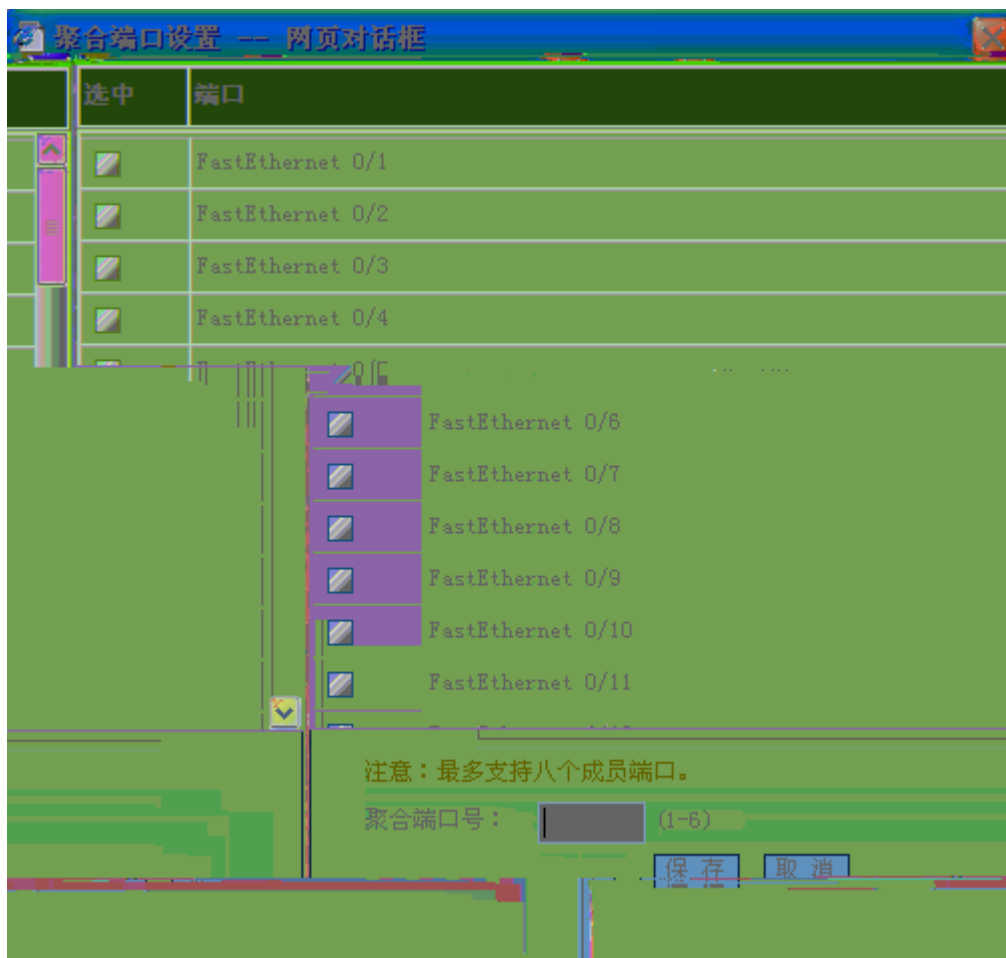 聚合端口设置 -- 网页对话框
选中 端口
FastEthernet 0/1
FastEthernet 0/2
FastEthernet 0/3
FastEthernet 0/4
FastEthernet 0/6
FastEthernet 0/7
FastEthernet 0/8
FastEthernet 0/9
FastEthernet 0/10
FastEthernet 0/11
注意：最多支持八个成员端口。
聚合端口号： (1-6)
保存 取消